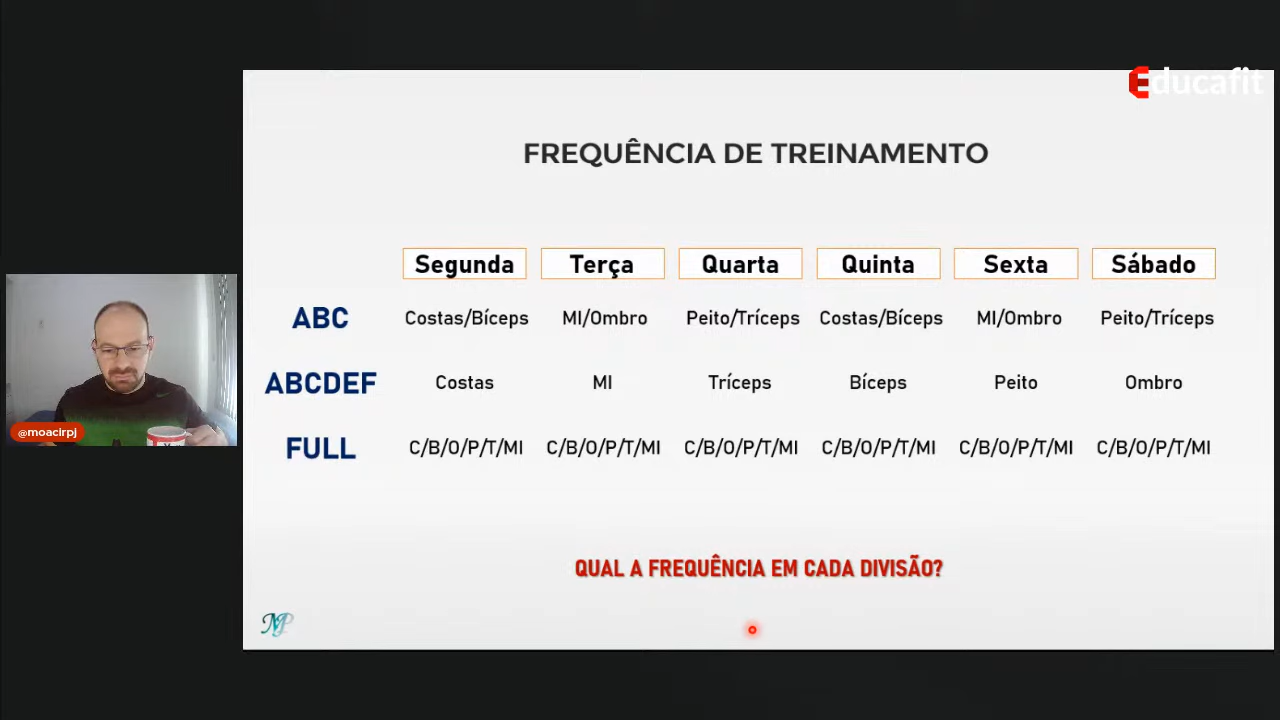 Educafit
FREQUÊNCIA DE TREINAMENTO
Segunda Terça Quarta Quinta Sexta Sábado
ABC Costas/Bíceps MI/Ombro Peito/Tríceps Costas/Bíceps MI/Ombro Peito/Tríceps
ABCDEF Costas MI Tríceps Bíceps Peito Ombro
FULL C/B/O/P/T/MI C/B/O/P/T/MI C/B/O/P/T/MI C/B/O/P/T/MI C/B/O/P/T/MI C/B/O/P/T/MI
@moacirpj
QUAL A FREQUÊNCIA EM CADA DIVISÃO?
MP